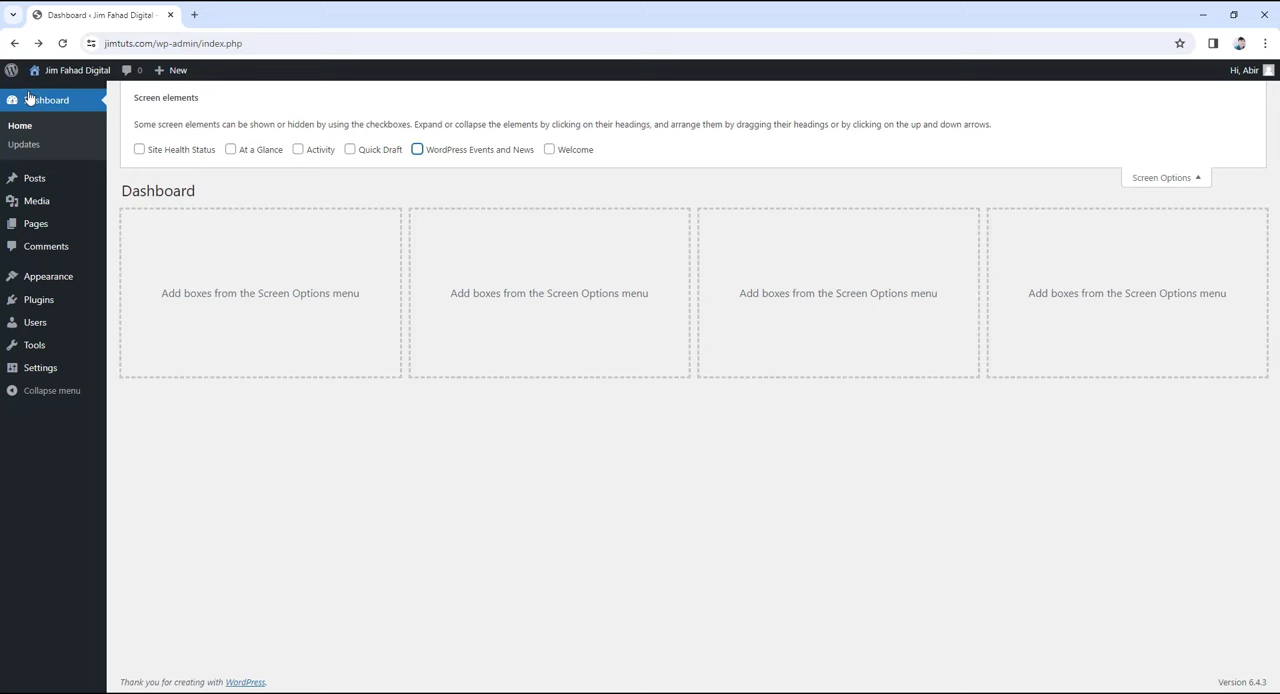 Dashboard ‹ Jim Fahad Digital
jimtuts.com/wp-admin/index.php
Jim Fahad Digital 0 New Hi, Abir
Dashboard
Home
Updates
Posts
Media
Pages
Comments
Appearance
Plugins
Users
Tools
Settings
Collapse menu
Screen elements
Some screen elements can be shown or hidden by using the checkboxes. Expand or collapse the elements by clicking on their headings, and arrange them by dragging their headings or by clicking on the up and down arrows.
Site Health Status At a Glance Activity Quick Draft WordPress Events and News Welcome
Screen Options
Dashboard
Add boxes from the Screen Options menu Add boxes from the Screen Options menu Add boxes from the Screen Options menu Add boxes from the Screen Options menu
Thank you for creating with WordPress. Version 6.4.3